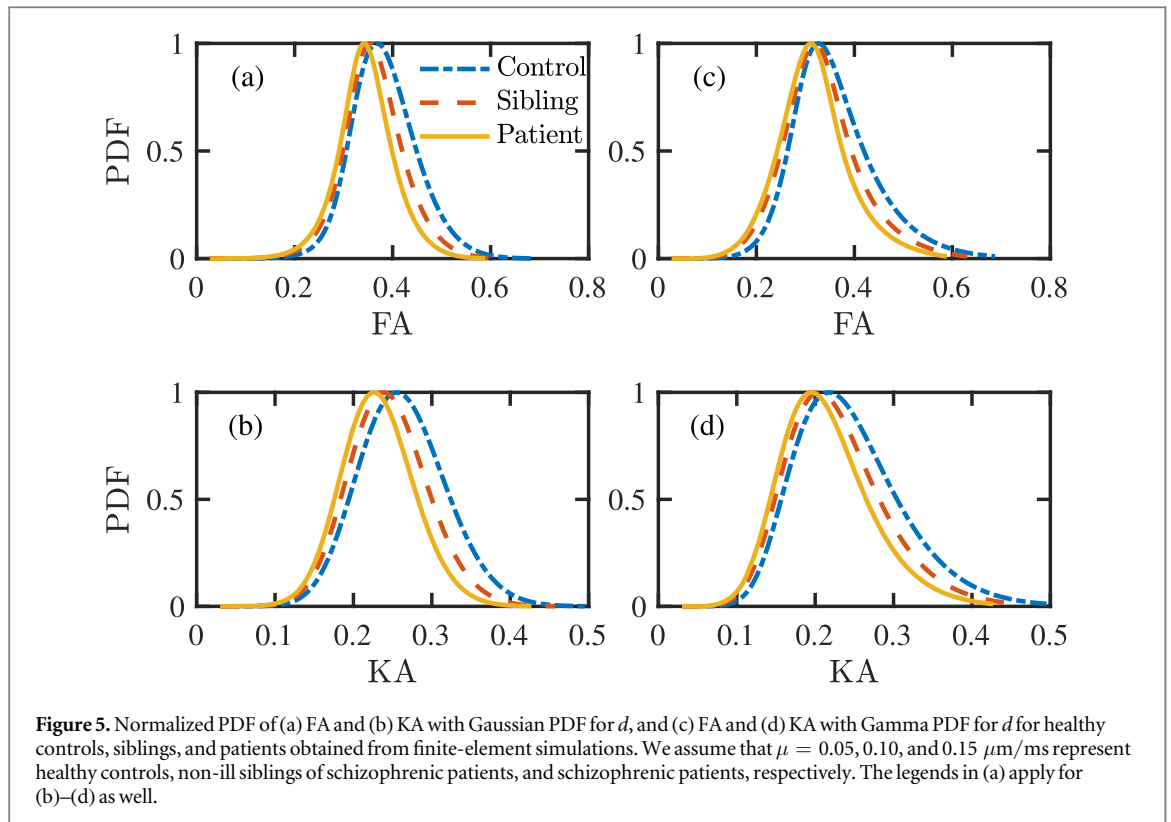 1
(a)
Control
Sibling
Patient
PDF
0.5
0
0
0.2
0.4
0.6
0.8
FA
1
(c)
0.5
0
0
0.2
0.4
0.6
0.8
FA
1
(b)
PDF
0.5
0
0
0.1
0.2
0.3
0.4
0.5
KA
1
(d)
0.5
0
0
0.1
0.2
0.3
0.4
0.5
KA
Figure 5. Normalized PDF of (a) FA and (b) KA with Gaussian PDF for d, and (c) FA and (d) KA with Gamma PDF for d for healthy
controls, siblings, and patients obtained from finite-element simulations. We assume that μ = 0.05, 0.10, and 0.15 μm/ms represent
healthy controls, non-ill siblings of schizophrenic patients, and schizophrenic patients, respectively. The legends in (a) apply for
(b)–(d) as well.